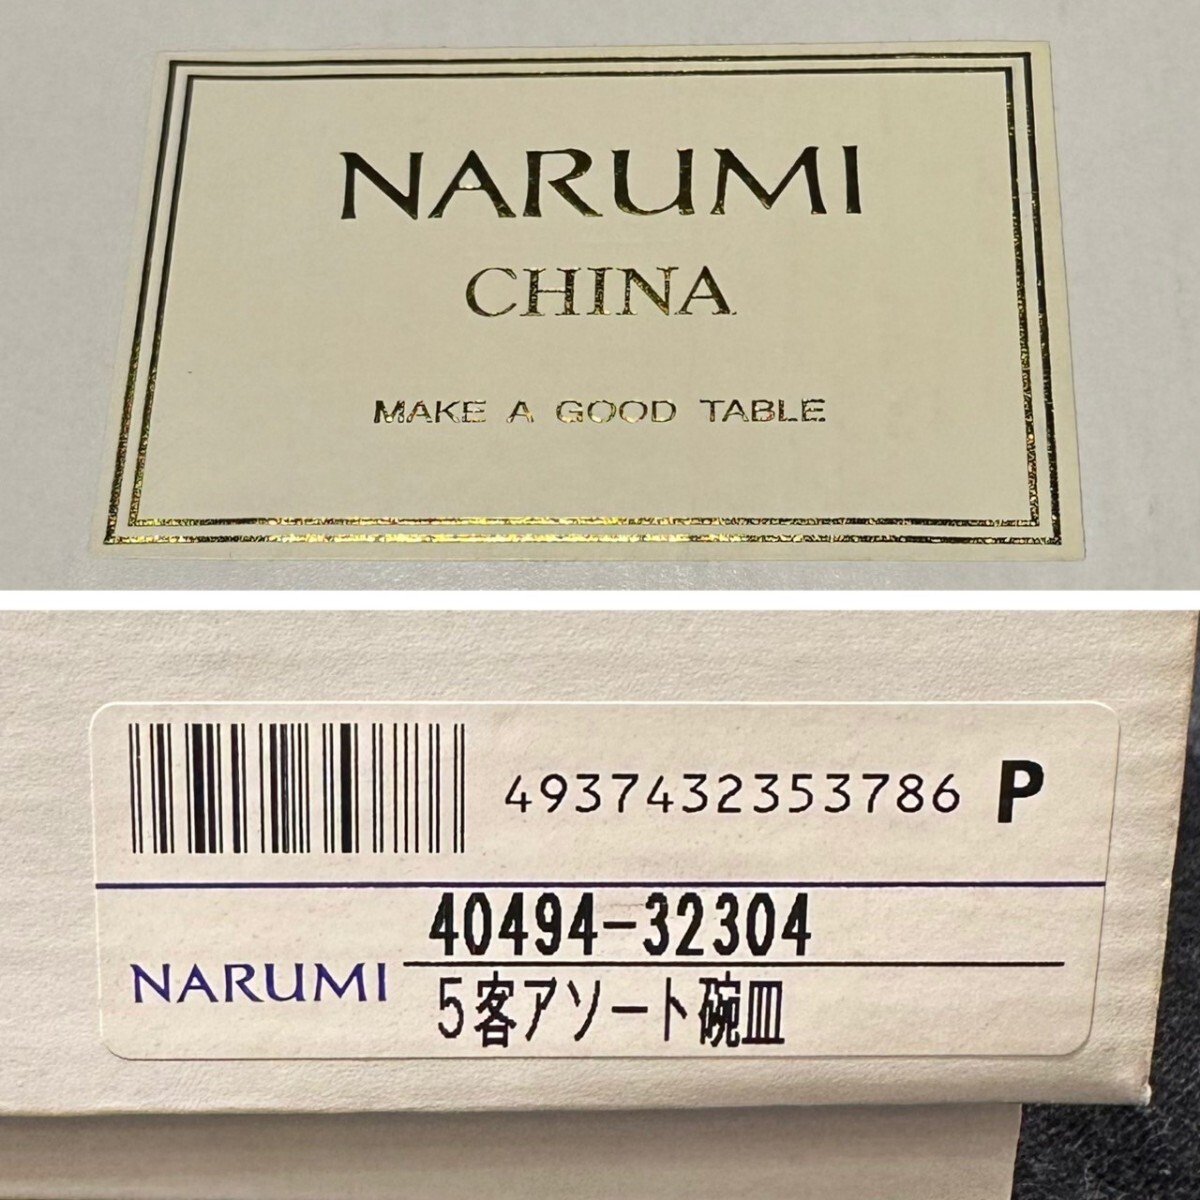 NARUMI
CHINA
MAKE A GOOD TABLE
4937432353786 P
40494-32304
NARUMI
5客アソート碗皿